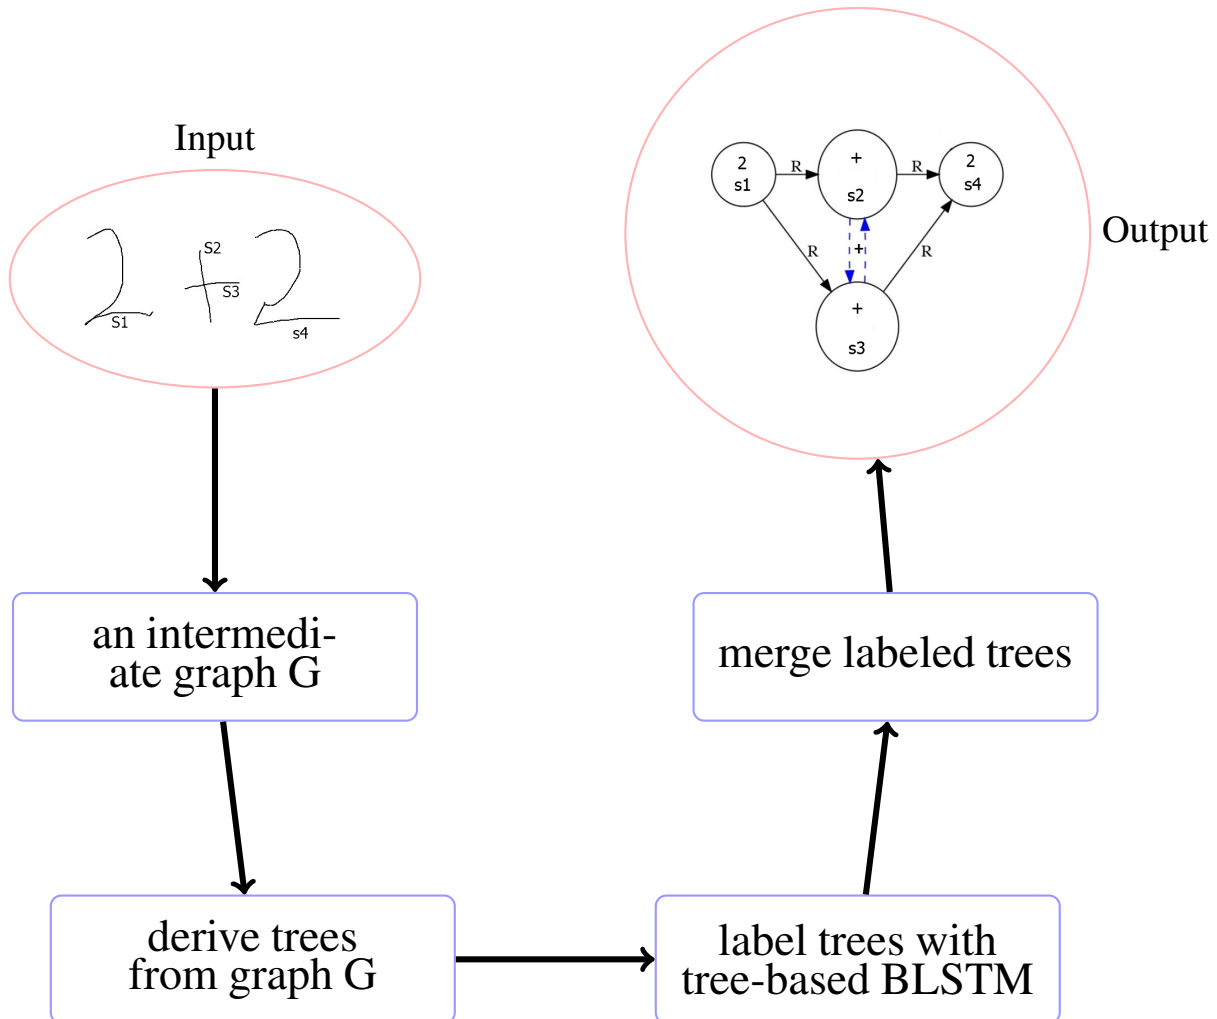 Input
2 + 2
S1
S2
S3
s4
an intermedi-
ate graph G
derive trees
from graph G
label trees with
tree-based BLSTM
merge labeled trees
Output
2
s1
R
+
s2
R
2
s4
R
+
R
+
s3